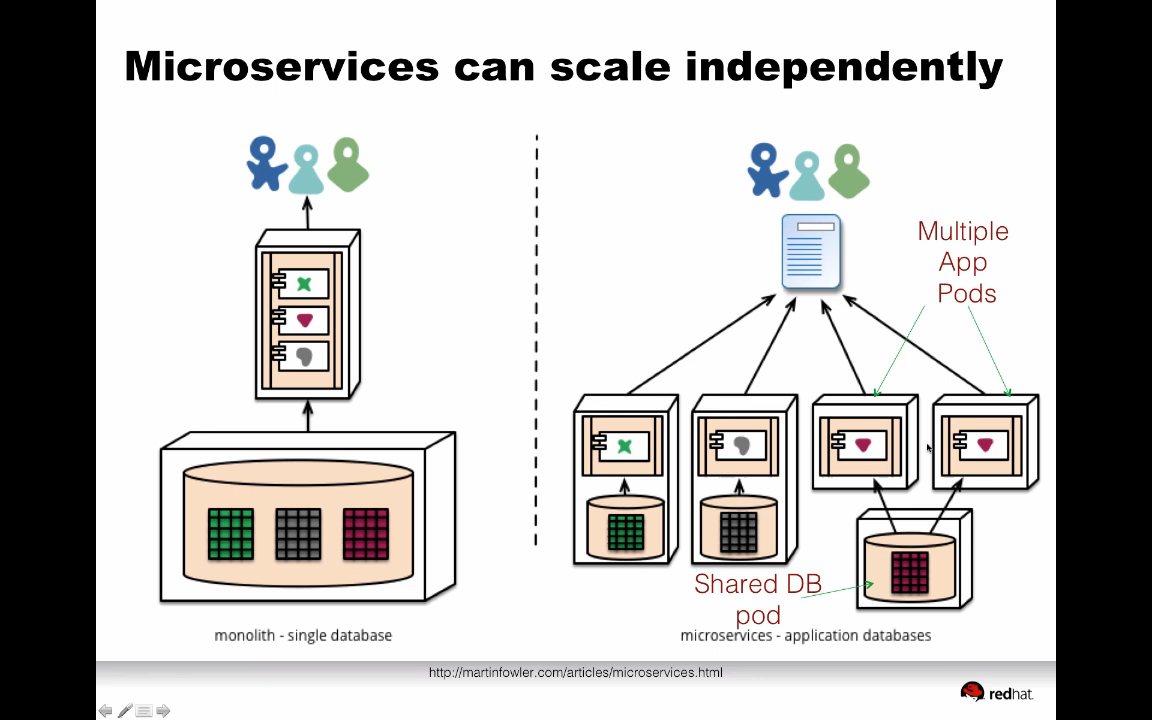 Microservices can scale independently
Multiple
App
Pods
Shared DB
pod
monolith - single database
microservices - application databases
http://martinfowler.com/articles/microservices.html
redhat.